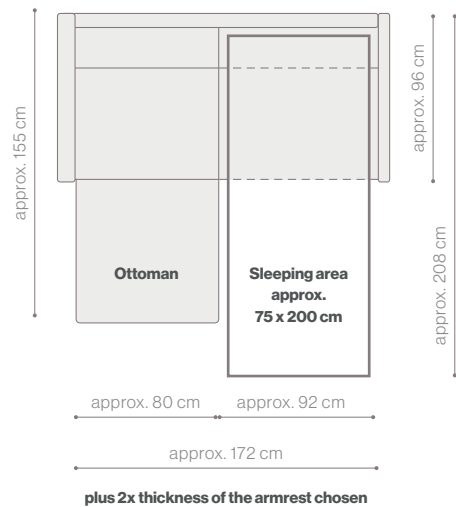 approx. 155 cm
approx. 96 cm
approx. 208 cm
Ottoman
Sleeping area
approx.
75 x 200 cm
approx. 80 cm
approx. 92 cm
approx. 172 cm
plus 2x thickness of the armrest chosen